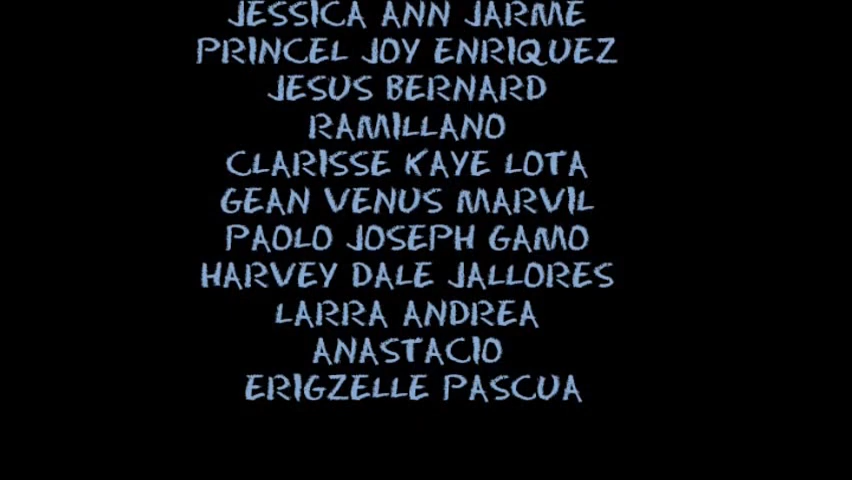 JESSICA ANN JARME
PRINCEL JOY ENRIQUEZ
JESUS BERNARD
RAMILLANO
CLARISSE KAYE LOTA
GEAN VENUS MARVIL
PAOLO JOSEPH GAMO
HARVEY DALE JALLORES
LARRA ANDREA
ANASTACIO
ERIGZELLE PASCUA